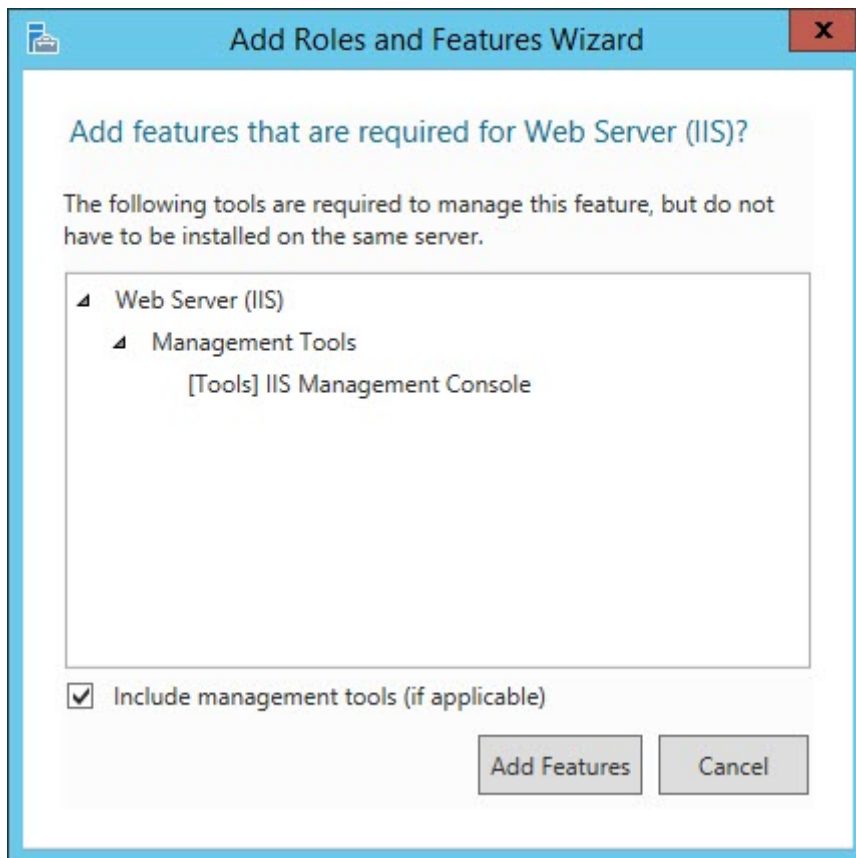 Add Roles and Features Wizard
x
Add features that are required for Web Server (IIS)?
The following tools are required to manage this feature, but do not
have to be installed on the same server.
Web Server (IIS)
Management Tools
[Tools] IIS Management Console
Include management tools (if applicable)
Add Features Cancel